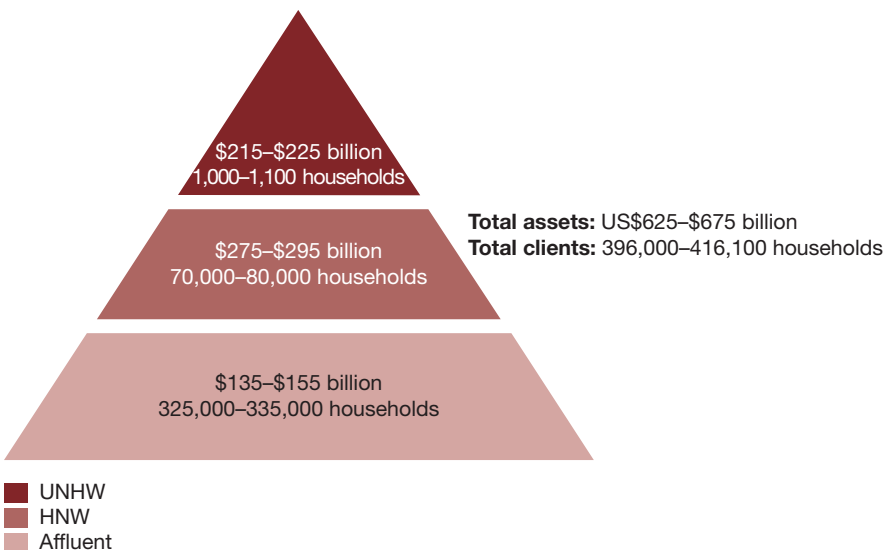 $215–$225 billion
1,000–1,100 households
Total assets: US$625–$675 billion
Total clients: 396,000–416,100 households
$275–$295 billion
70,000–80,000 households
$135–$155 billion
325,000–335,000 households
UNHW
HNW
Affluent